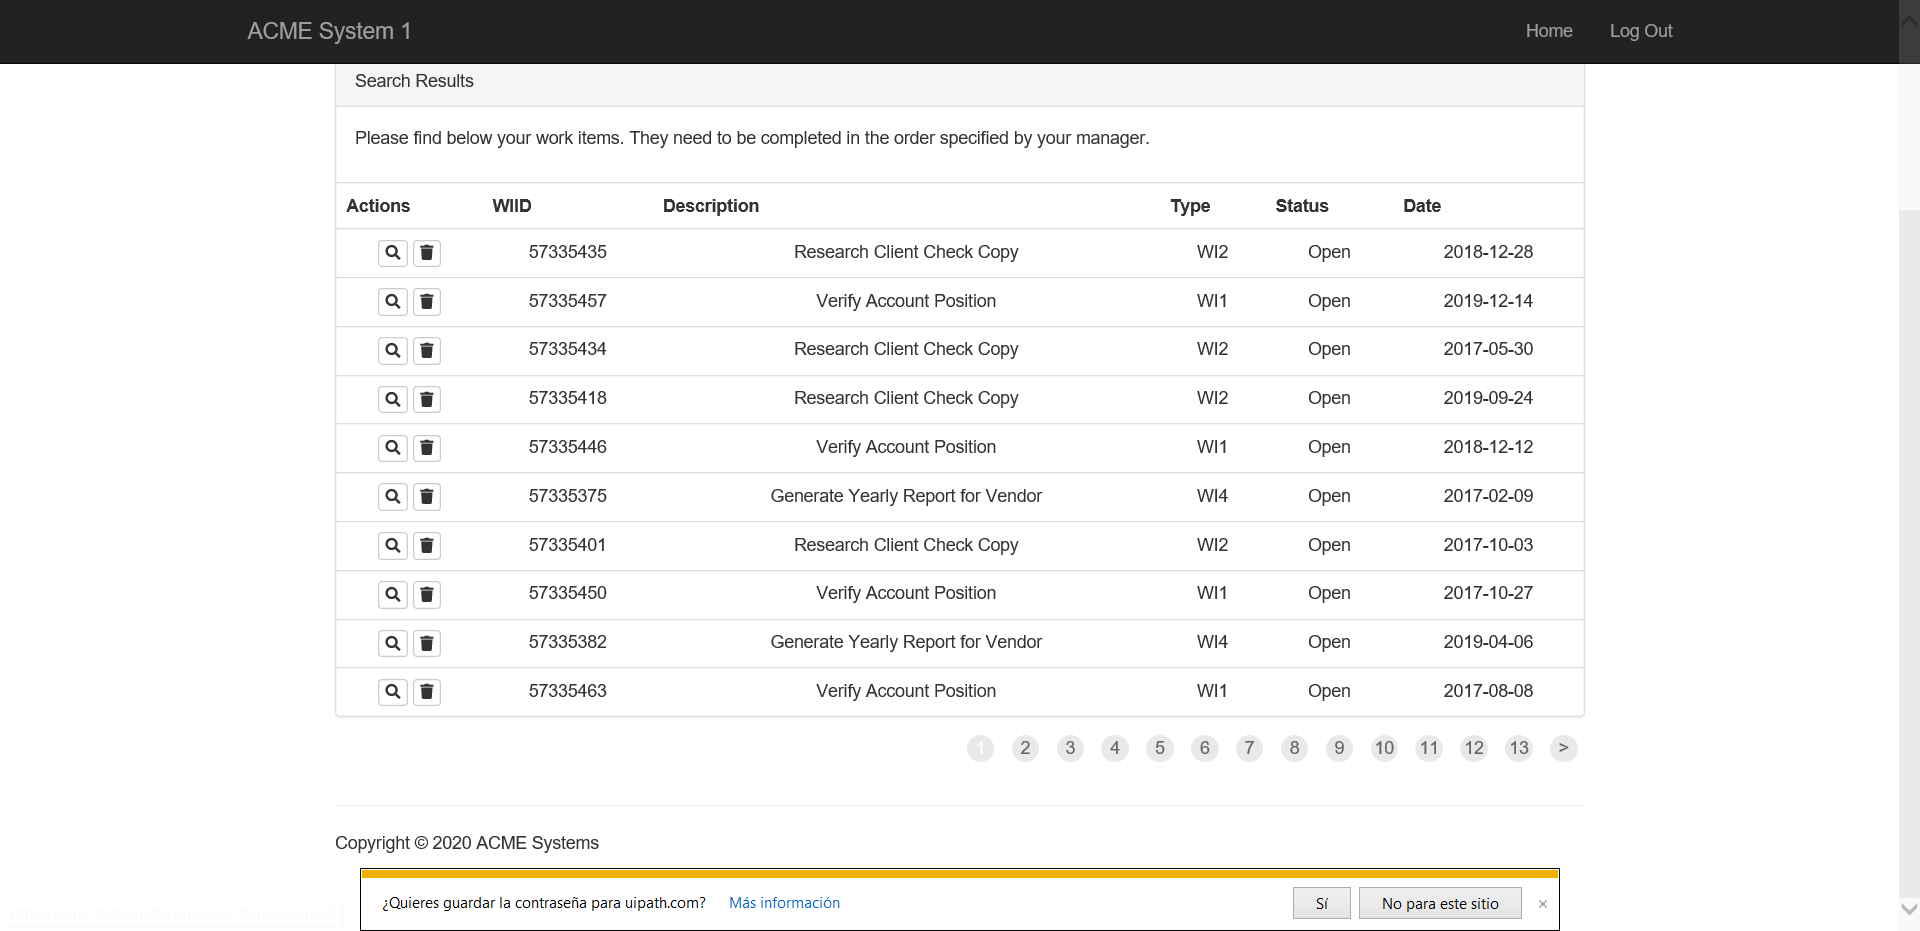 ACME System 1 Home Log Out
Search Results
Please find below your work items. They need to be completed in the order specified by your manager.
Actions WIID Description Type Status Date
57335435 Research Client Check Copy WI2 Open 2018-12-28
57335457 Verify Account Position WI1 Open 2019-12-14
57335434 Research Client Check Copy WI2 Open 2017-05-30
57335418 Research Client Check Copy WI2 Open 2019-09-24
57335446 Verify Account Position WI1 Open 2018-12-12
57335375 Generate Yearly Report for Vendor WI4 Open 2017-02-09
57335401 Research Client Check Copy WI2 Open 2017-10-03
57335450 Verify Account Position WI1 Open 2017-10-27
57335382 Generate Yearly Report for Vendor WI4 Open 2019-04-06
57335463 Verify Account Position WI1 Open 2017-08-08
1 2 3 4 5 6 7 8 9 10 11 12 13 >
Copyright © 2020 ACME Systems
¿Quieres guardar la contraseña para uipath.com? Más información Sí No para este sitio ×